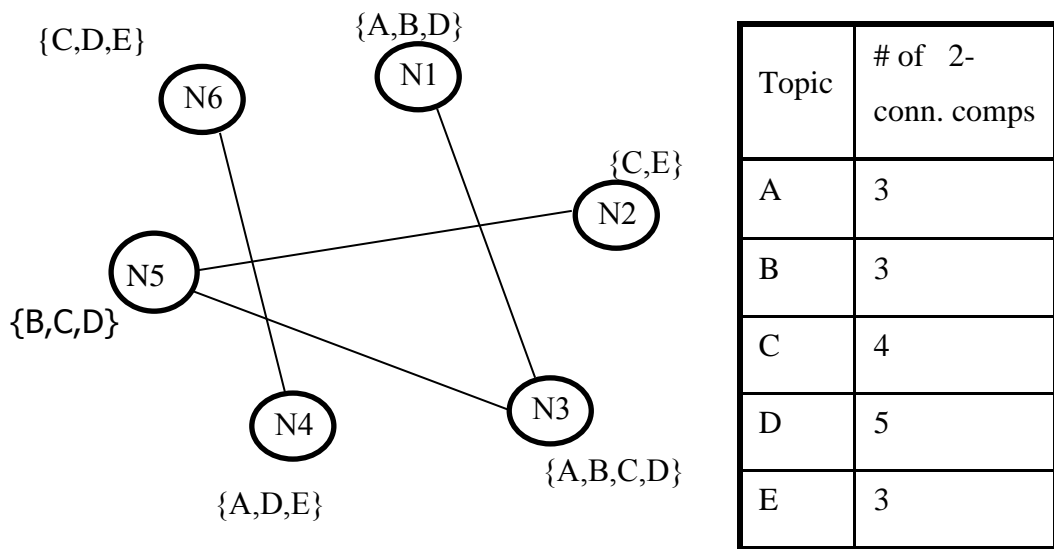 {C,D,E}
{A,B,D}
N1
N6
{C,E}
N2
N5
{B,C,D}
N3
N4
{A,B,C,D}
{A,D,E}
Topic # of 2-
conn. comps
A 3
B 3
C 4
D 5
E 3